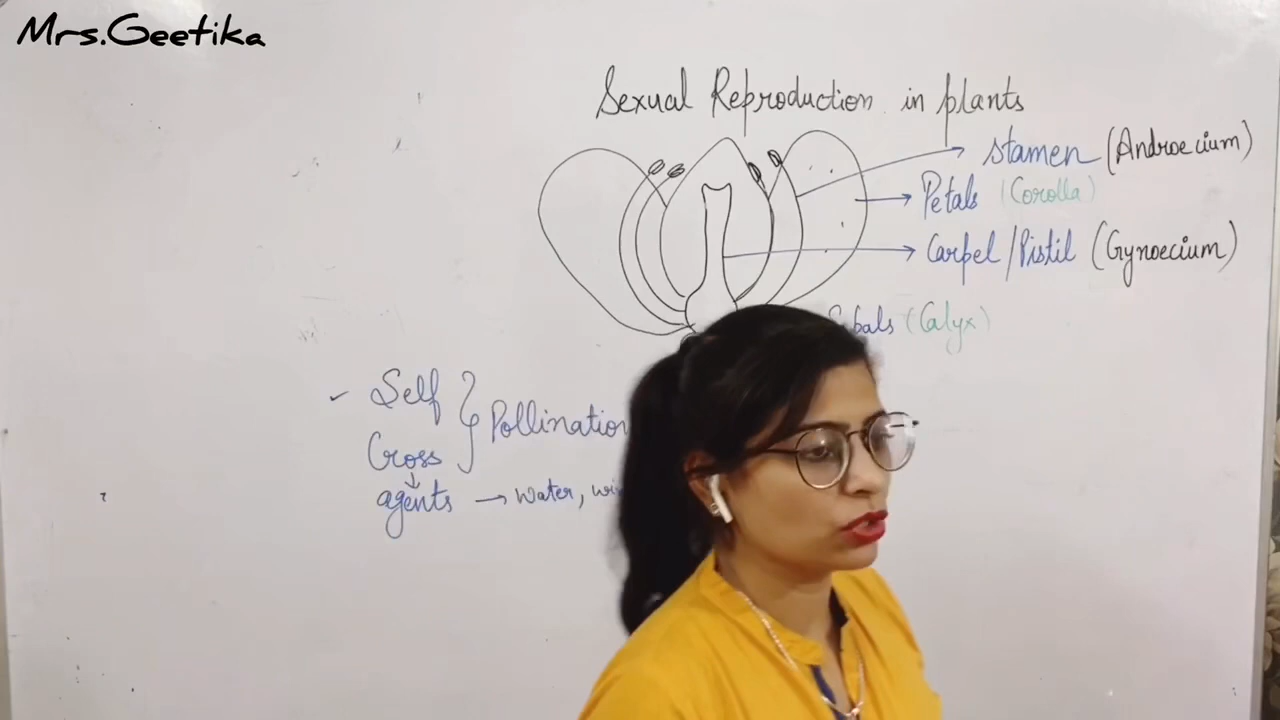 Mrs.Geetika
Sexual Reproduction in plants
Stamen (Androecium)
Petals (Corolla)
Carpel/Pistil (Gynoecium)
(Calyx)
Self
Cross
Pollination
agents → Water,